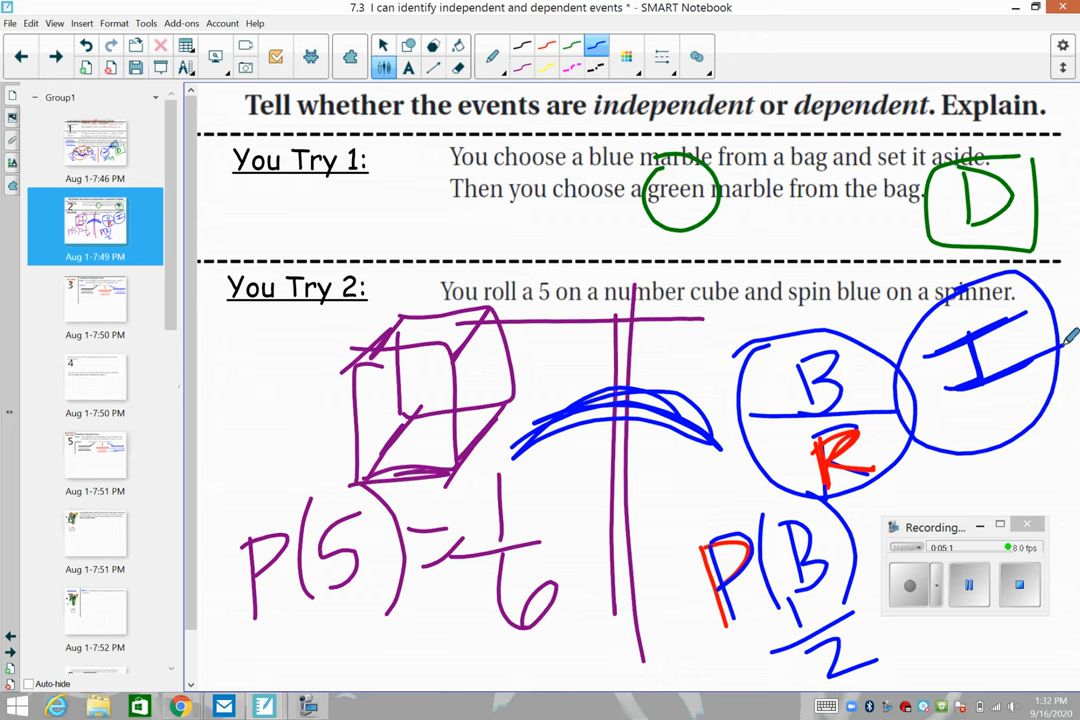 7.3 I can identify independent and dependent events * - SMART Notebook
File Edit View Insert Format Tools Add-ons Account Help
Group1
1
Aug 1-7:46 PM
2
Aug 1-7:49 PM
3
Aug 1-7:50 PM
4
Aug 1-7:50 PM
5
Aug 1-7:51 PM
Aug 1-7:51 PM
Aug 1-7:52 PM
Auto-hide
Tell whether the events are independent or dependent. Explain.
You Try 1:
You choose a blue marble from a bag and set it aside.
Then you choose a green marble from the bag.
D
You Try 2:
You roll a 5 on a number cube and spin blue on a spinner.
I
B
R
P(5) = 1/6
P(B)
1/2
Recording...
0:05:1
8.0 fps
1:32 PM
9/16/2020